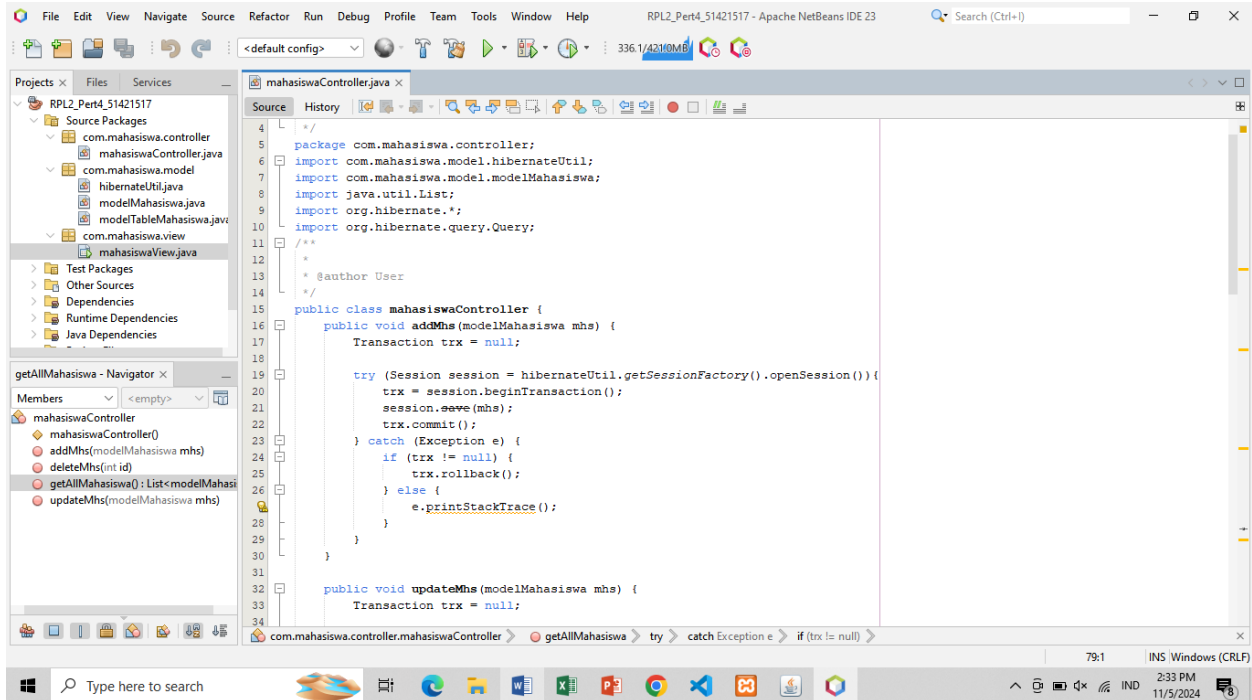 File Edit View Navigate Source Refactor Run Debug Profile Team Tools Window Help RPL2_Pert4_51421517 - Apache NetBeans IDE 23 Search (Ctrl+I)
<default config> 336.1/421.0MB
Projects × Files Services
RPL2_Pert4_51421517
Source Packages
com.mahasiswa.controller
mahasiswaController.java
com.mahasiswa.model
hibernateUtil.java
modelMahasiswa.java
modelTableMahasiswa.java
com.mahasiswa.view
mahasiswaView.java
Test Packages
Other Sources
Dependencies
Runtime Dependencies
Java Dependencies
getAllMahasiswa - Navigator ×
Members <empty>
mahasiswaController
mahasiswaController()
addMhs(modelMahasiswa mhs)
deleteMhs(int id)
getAllMahasiswa() : List<modelMahasi
updateMhs(modelMahasiswa mhs)
mahasiswaController.java ×
Source History
4 */
5 package com.mahasiswa.controller;
6 import com.mahasiswa.model.hibernateUtil;
7 import com.mahasiswa.model.modelMahasiswa;
8 import java.util.List;
9 import org.hibernate.*;
10 import org.hibernate.query.Query;
11 /**
12 *
13 * @author User
14 */
15 public class mahasiswaController {
16 public void addMhs(modelMahasiswa mhs) {
17 Transaction trx = null;
18
19 try (Session session = hibernateUtil.getSessionFactory().openSession()){
20 trx = session.beginTransaction();
21 session.save(mhs);
22 trx.commit();
23 } catch (Exception e) {
24 if (trx != null) {
25 trx.rollback();
26 } else {
e.printStackTrace();
28 }
29 }
30 }
31
32 public void updateMhs(modelMahasiswa mhs) {
33 Transaction trx = null;
34
com.mahasiswa.controller.mahasiswaController getAllMahasiswa try catch Exception e if (trx != null)
79:1 INS Windows (CRLF)
Type here to search
IND 2:33 PM
11/5/2024 8